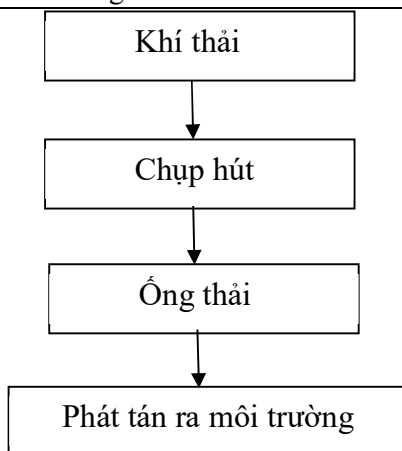 Khí thải
Chụp hút
Ống thải
Phát tán ra môi trường